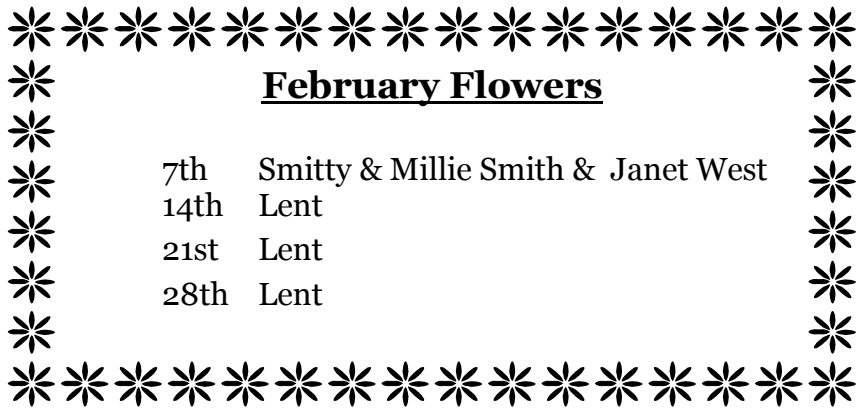 February Flowers
7th Smitty & Millie Smith & Janet West
14th Lent
21st Lent
28th Lent